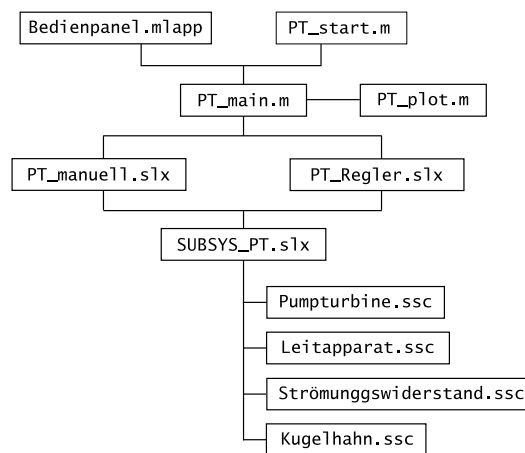 Bedienpanel.mlapp
PT_start.m
PT_main.m
PT_plot.m
PT_manuell.slx
PT_Regler.slx
SUBSYS_PT.slx
Pumpturbine.ssc
Leitapparat.ssc
Strömunggswiderstand.ssc
Kugelhahn.ssc